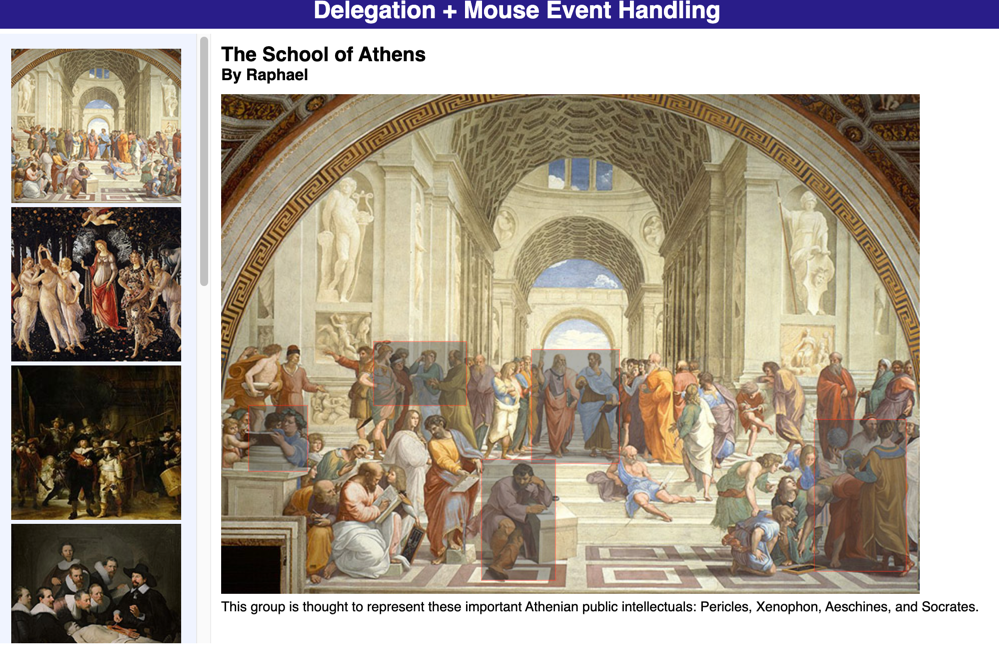 Delegation + Mouse Event Handling
The School of Athens
By Raphael
This group is thought to represent these important Athenian public intellectuals: Pericles, Xenophon, Aeschines, and Socrates.